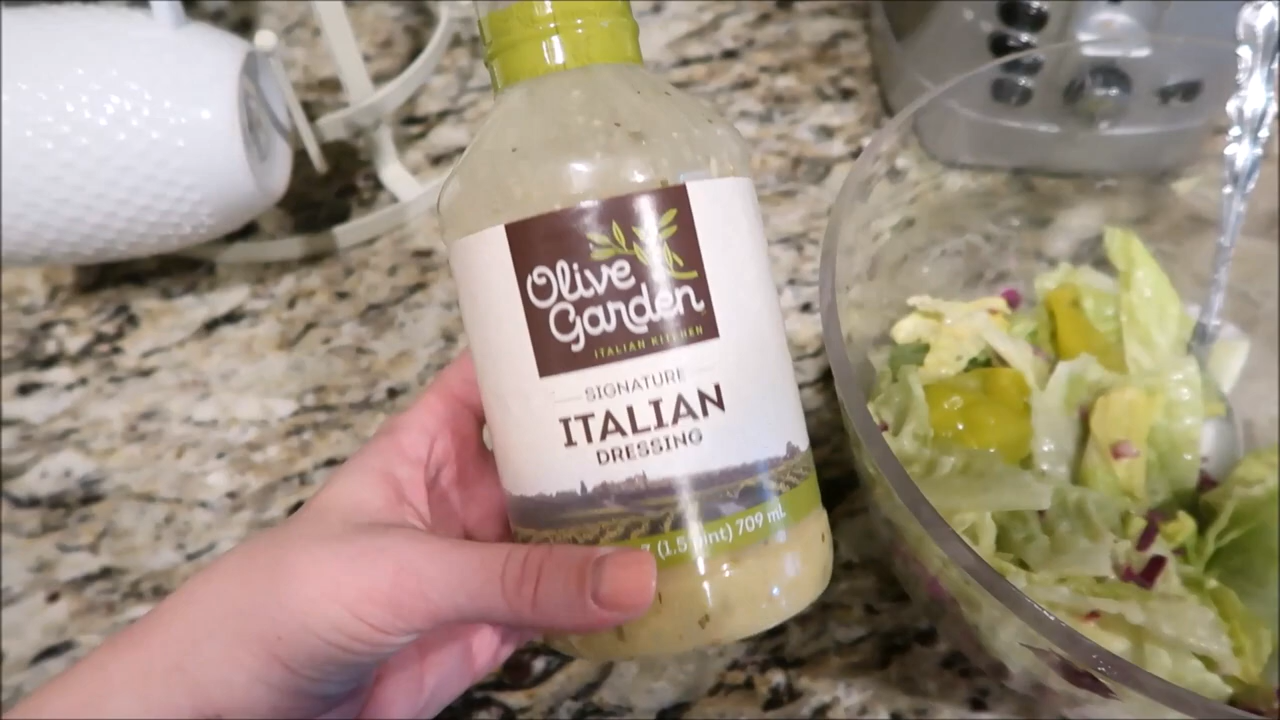 Olive
Garden
ITALIAN KITCHEN
SIGNATURE
ITALIAN
DRESSING
(1.5 pint) 709 mL